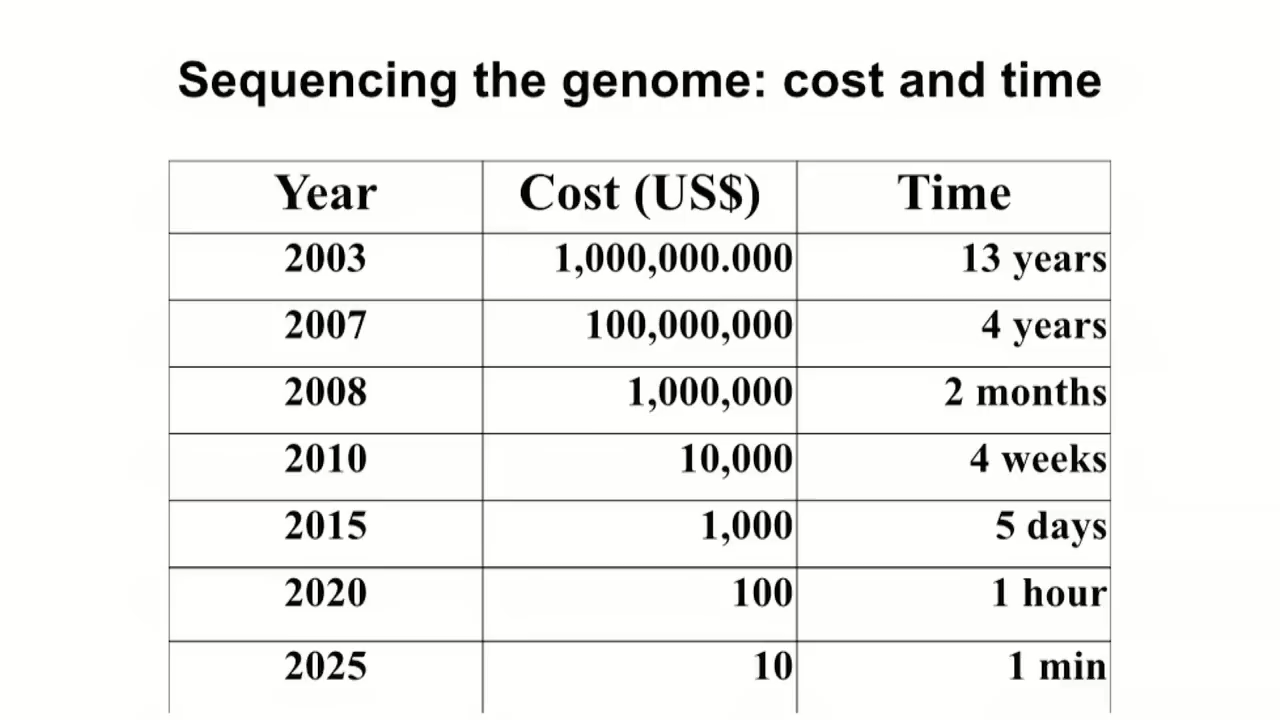 Sequencing the genome: cost and time
Year Cost (US$) Time
2003 1,000,000.000 13 years
2007 100,000,000 4 years
2008 1,000,000 2 months
2010 10,000 4 weeks
2015 1,000 5 days
2020 100 1 hour
2025 10 1 min